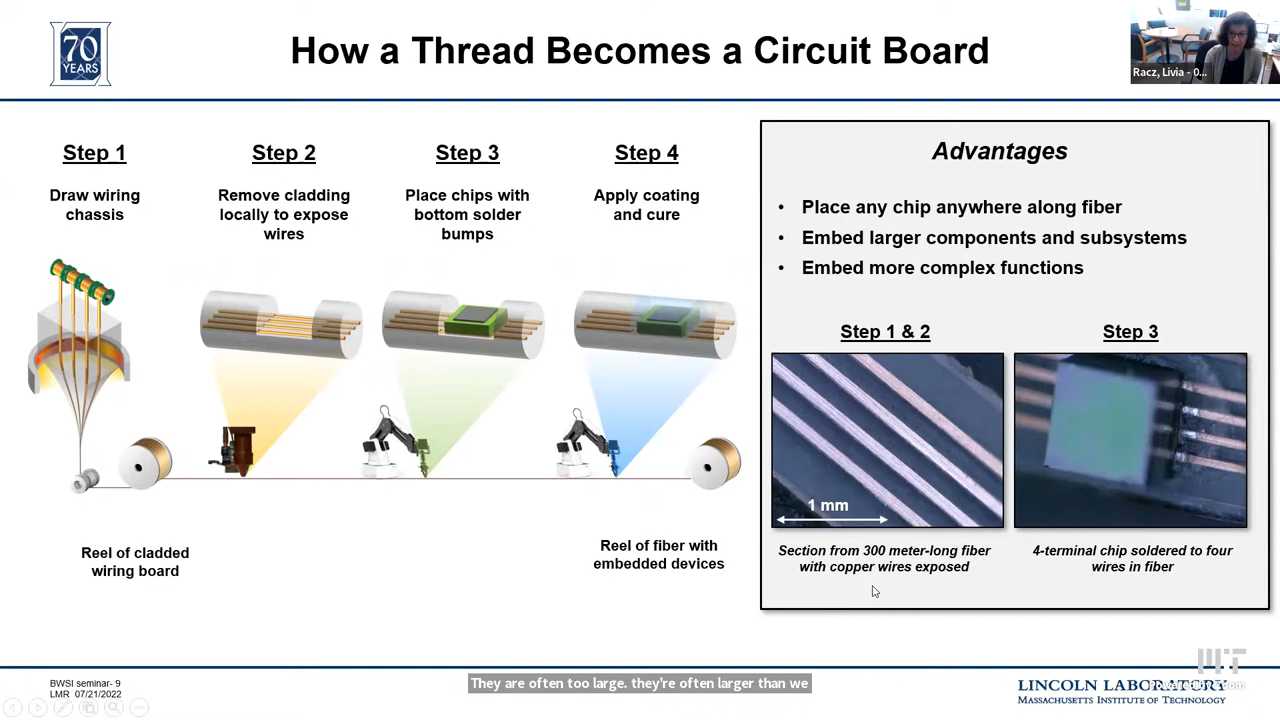 70
YEARS
How a Thread Becomes a Circuit Board
Racz, Livia - 0...
Step 1
Draw wiring
chassis
Step 2
Remove cladding
locally to expose
wires
Step 3
Place chips with
bottom solder
bumps
Step 4
Apply coating
and cure
Reel of cladded
wiring board
Reel of fiber with
embedded devices
Advantages
• Place any chip anywhere along fiber
• Embed larger components and subsystems
• Embed more complex functions
Step 1 & 2
1 mm
Section from 300 meter-long fiber
with copper wires exposed
Step 3
4-terminal chip soldered to four
wires in fiber
BWSI seminar- 9
LMR 07/21/2022
They are often too large. they're often larger than we
MIT
LINCOLN LABORATORY
MASSACHUSETTS INSTITUTE OF TECHNOLOGY